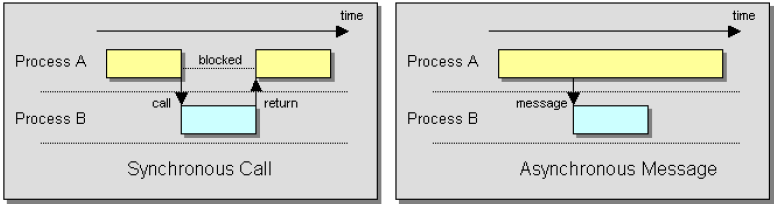 time
Process A
blocked
call
return
Process B
Synchronous Call
time
Process A
message
Process B
Asynchronous Message